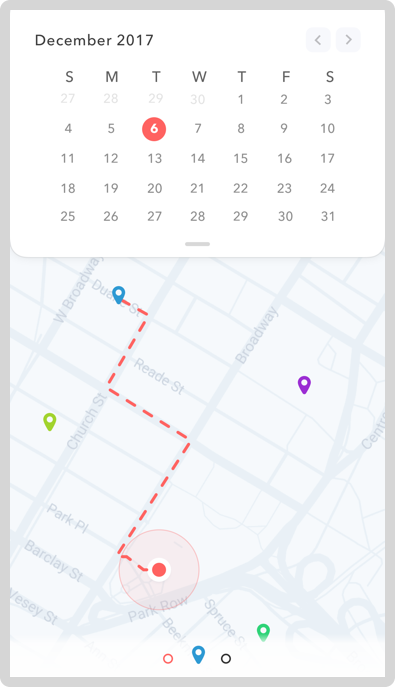 December 2017
S M T W T F S
27 28 29 30 1 2 3
4 5 6 7 8 9 10
11 12 13 14 15 16 17
18 19 20 21 22 23 24
25 26 27 28 29 30 31
W Broadway
Duane St
Broadway
Reade St
Church St
Park Pl
Barclay St
Vesey St
Park Row
Spruce S